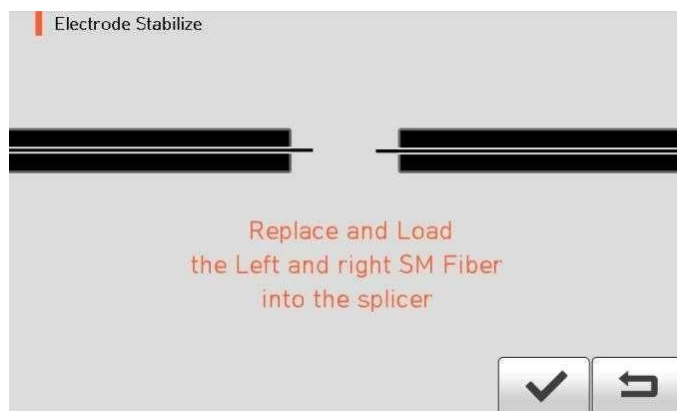 Electrode Stabilize
Replace and Load
the Left and right SM Fiber
into the splicer